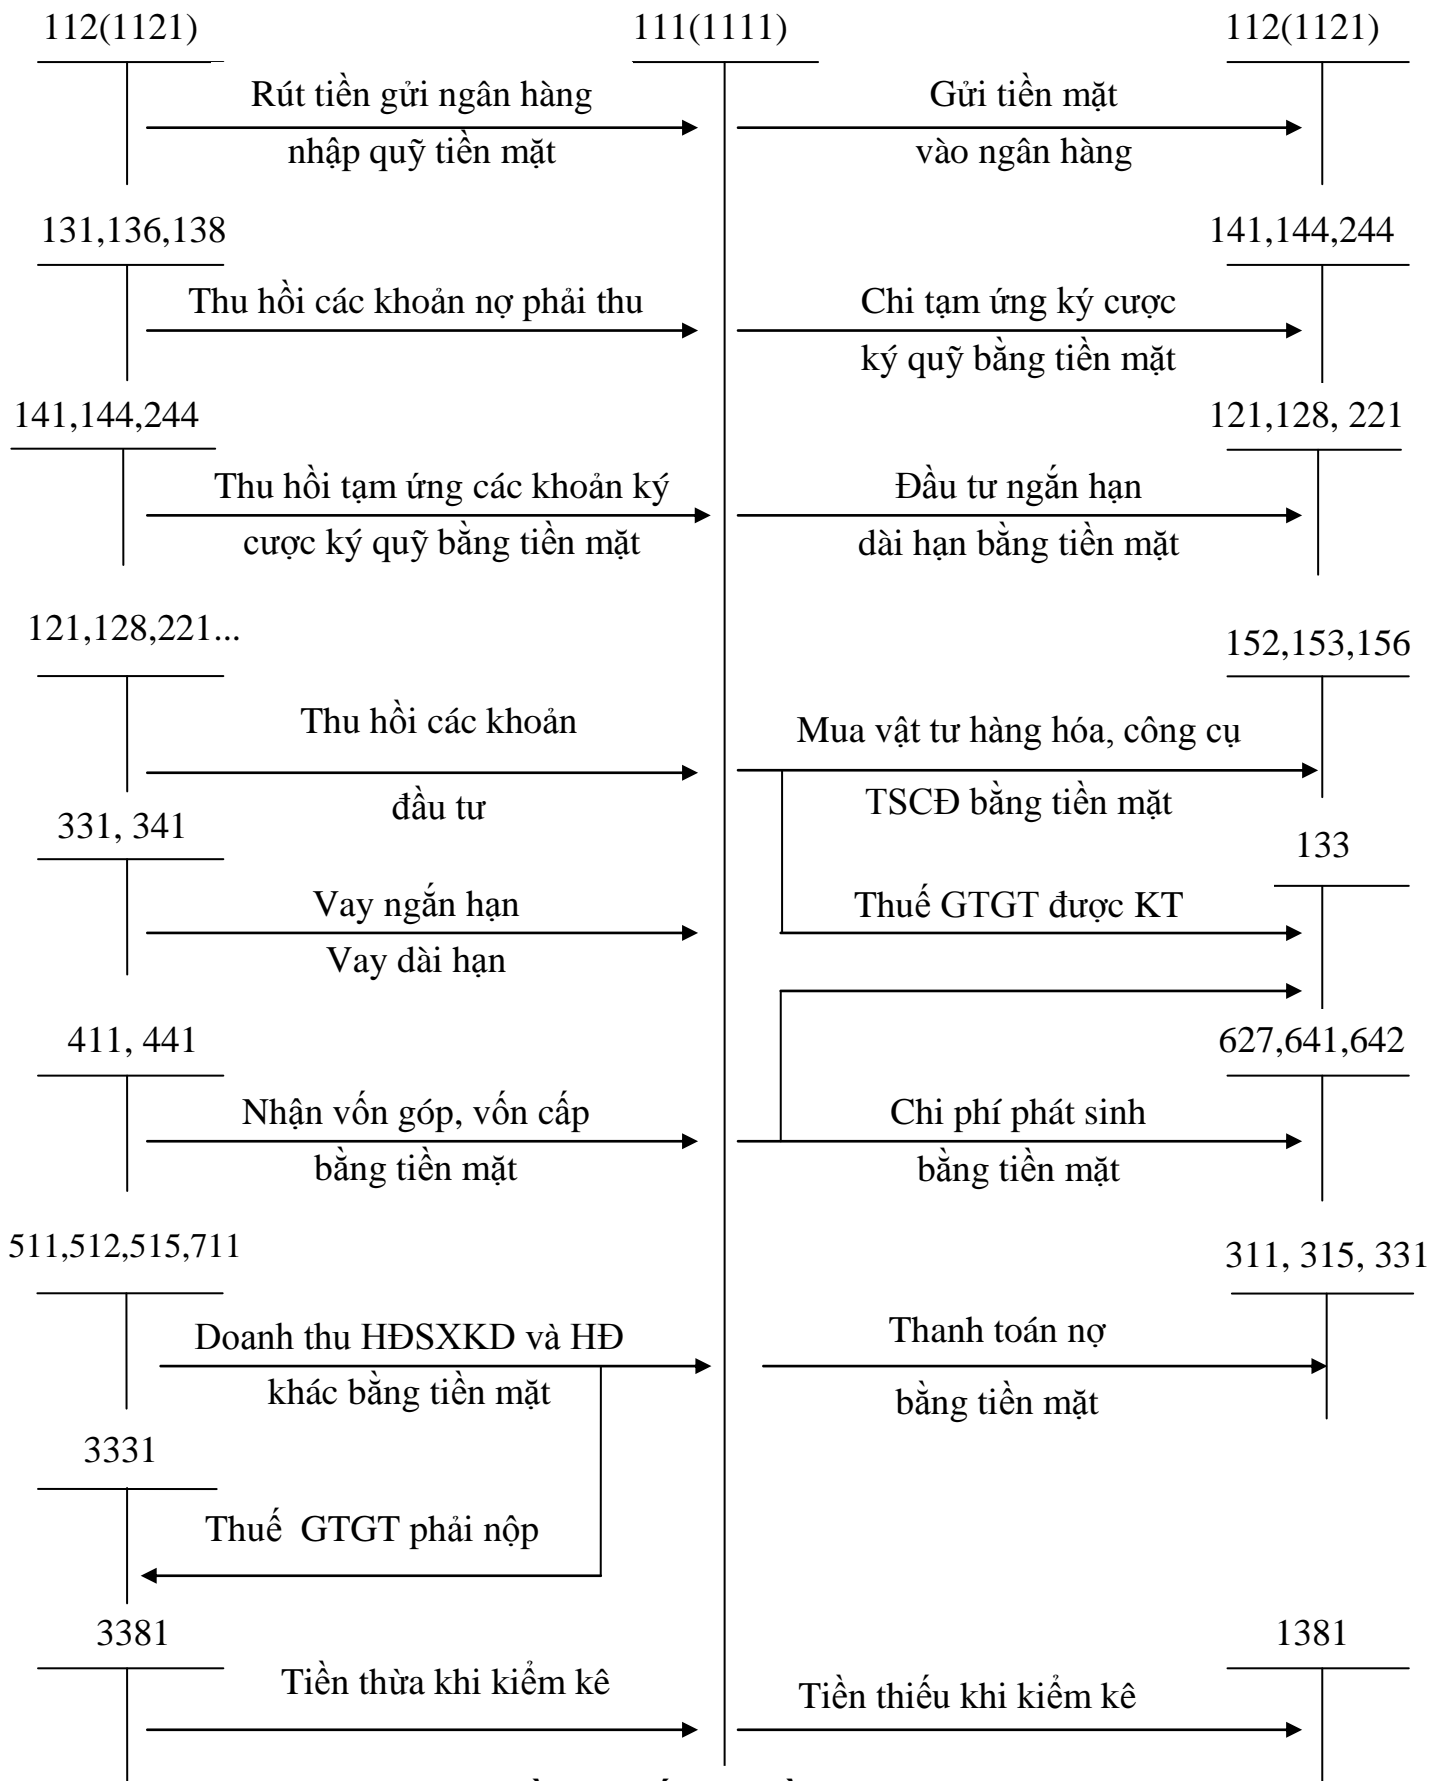 112(1121)
111(1111)
112(1121)
Rút tiền gửi ngân hàng
nhập quỹ tiền mặt
Gửi tiền mặt
vào ngân hàng
131,136,138
141,144,244
Thu hồi các khoản nợ phải thu
Chi tạm ứng ký cược
ký quỹ bằng tiền mặt
141,144,244
121,128, 221
Thu hồi tạm ứng các khoản ký
cược ký quỹ bằng tiền mặt
Đầu tư ngắn hạn
dài hạn bằng tiền mặt
121,128,221...
152,153,156
Thu hồi các khoản
đầu tư
Mua vật tư hàng hóa, công cụ
TSCĐ bằng tiền mặt
331, 341
133
Vay ngắn hạn
Vay dài hạn
Thuế GTGT được KT
411, 441
627,641,642
Nhận vốn góp, vốn cấp
bằng tiền mặt
Chi phí phát sinh
bằng tiền mặt
511,512,515,711
311, 315, 331
Doanh thu HĐSXKD và HĐ
khác bằng tiền mặt
Thanh toán nợ
bằng tiền mặt
3331
Thuế GTGT phải nộp
3381
1381
Tiền thừa khi kiểm kê
Tiền thiếu khi kiểm kê